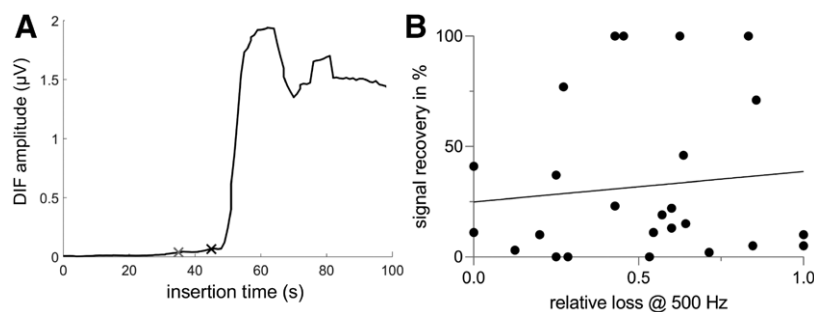 A
DIF amplitude (µV)
2
1.5
1
0.5
0
0 20 40 60 80 100
insertion time (s)
B
signal recovery in %
100
50
0
0.0 0.5 1.0
relative loss @ 500 Hz